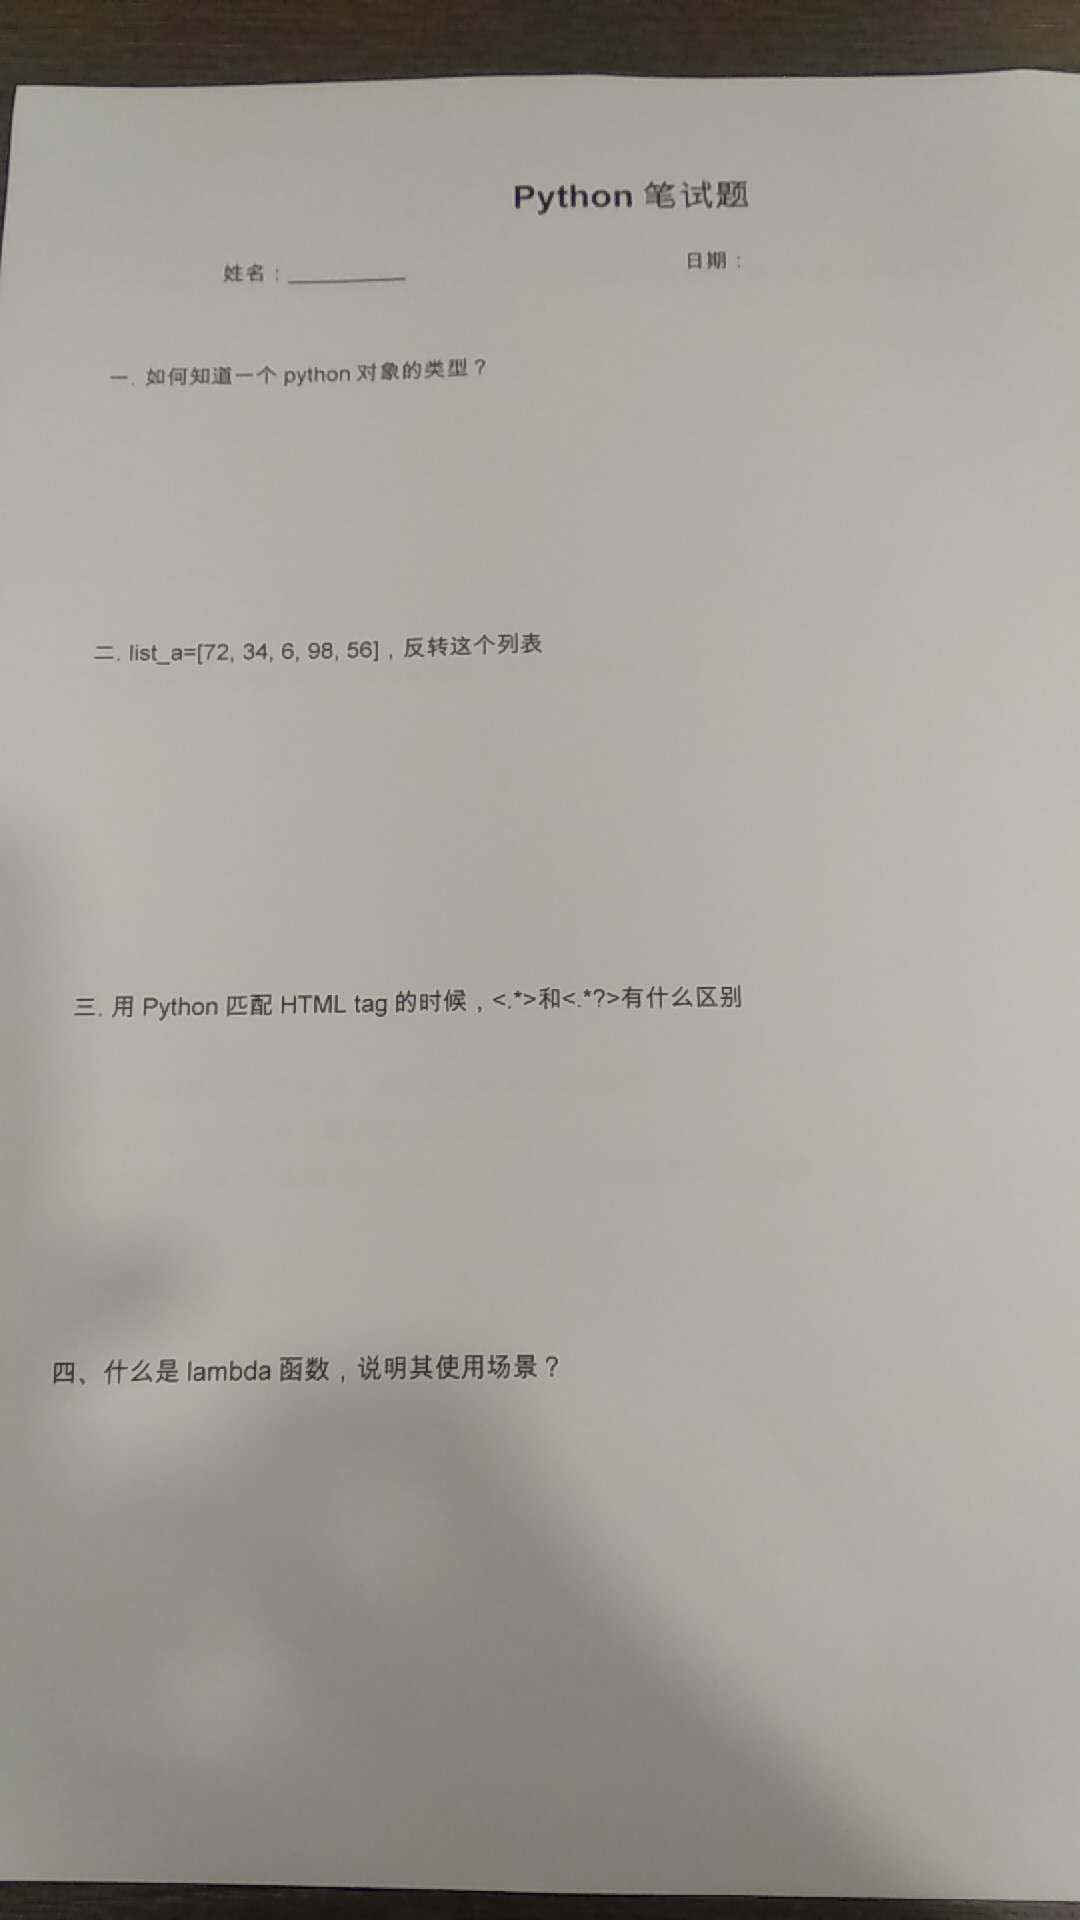 Python 笔试题
姓名：________ 日期：
一. 如何知道一个 python 对象的类型？
二. list_a=[72, 34, 6, 98, 56]，反转这个列表
三. 用 Python 匹配 HTML tag 的时候，<.*>和<.*?>有什么区别
四、什么是 lambda 函数，说明其使用场景？